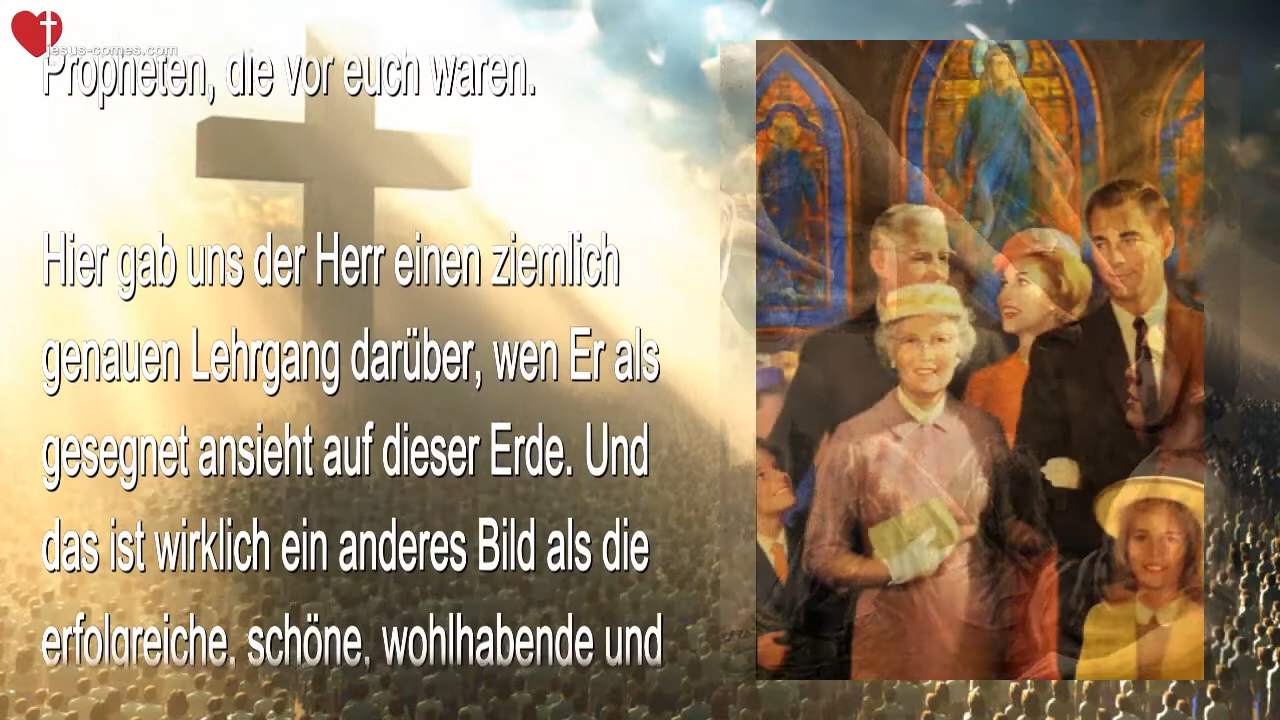 jesus-comes.com
Propheten, die vor euch waren.
Hier gab uns der Herr einen ziemlich
genauen Lehrgang darüber, wen Er als
gesegnet ansieht auf dieser Erde. Und
das ist wirklich ein anderes Bild als die
erfolgreiche, schöne, wohlhabende und